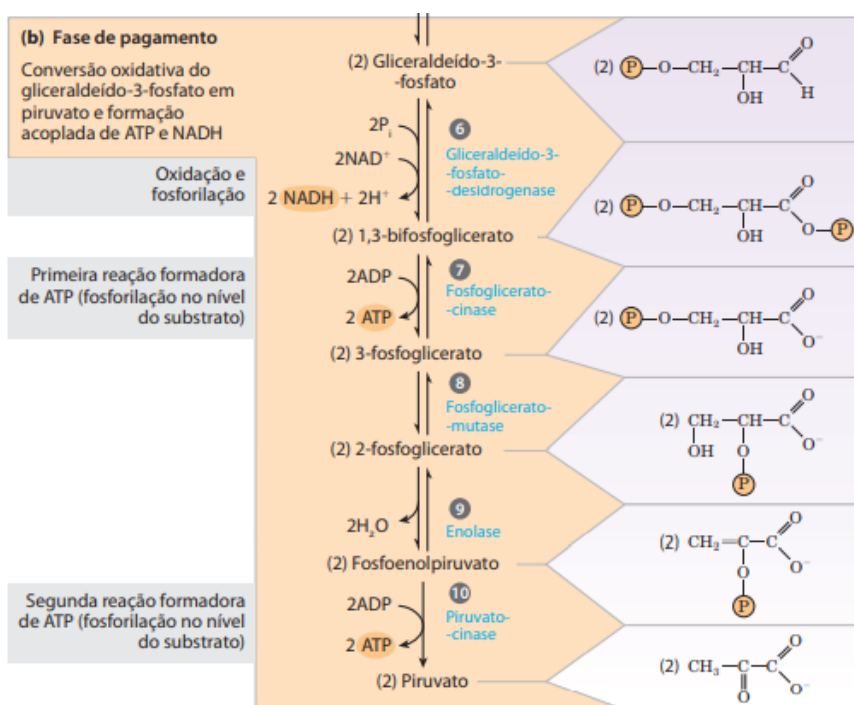 (b) Fase de pagamento
Conversão oxidativa do
gliceraldeído-3-fosfato em
piruvato e formação
acoplada de ATP e NADH
(2) Gliceraldeído-3-
-fosfato
(2) P—O—CH₂—CH—C
O
H
OH
2Pᵢ
2NAD⁺
2 NADH + 2H⁺
6
Gliceraldeído-3-
-fosfato-
-desidrogenase
Oxidação e
fosforilação
(2) 1,3-bifosfoglicerato
(2) P—O—CH₂—CH—C
O
O—P
OH
Primeira reação formadora
de ATP (fosforilação no nível
do substrato)
2ADP
2 ATP
7
Fosfoglicerato-
-cinase
(2) 3-fosfoglicerato
(2) P—O—CH₂—CH—C
O
O⁻
OH
8
Fosfoglicerato-
-mutase
(2) 2-fosfoglicerato
(2) CH₂—CH—C
O
O⁻
OH O
P
2H₂O
9
Enolase
(2) Fosfoenolpiruvato
(2) CH₂=C—C
O
O⁻
O
P
Segunda reação formadora
de ATP (fosforilação no nível
do substrato)
2ADP
2 ATP
10
Piruvato-
-cinase
(2) Piruvato
(2) CH₃—C—C
O
O⁻
O